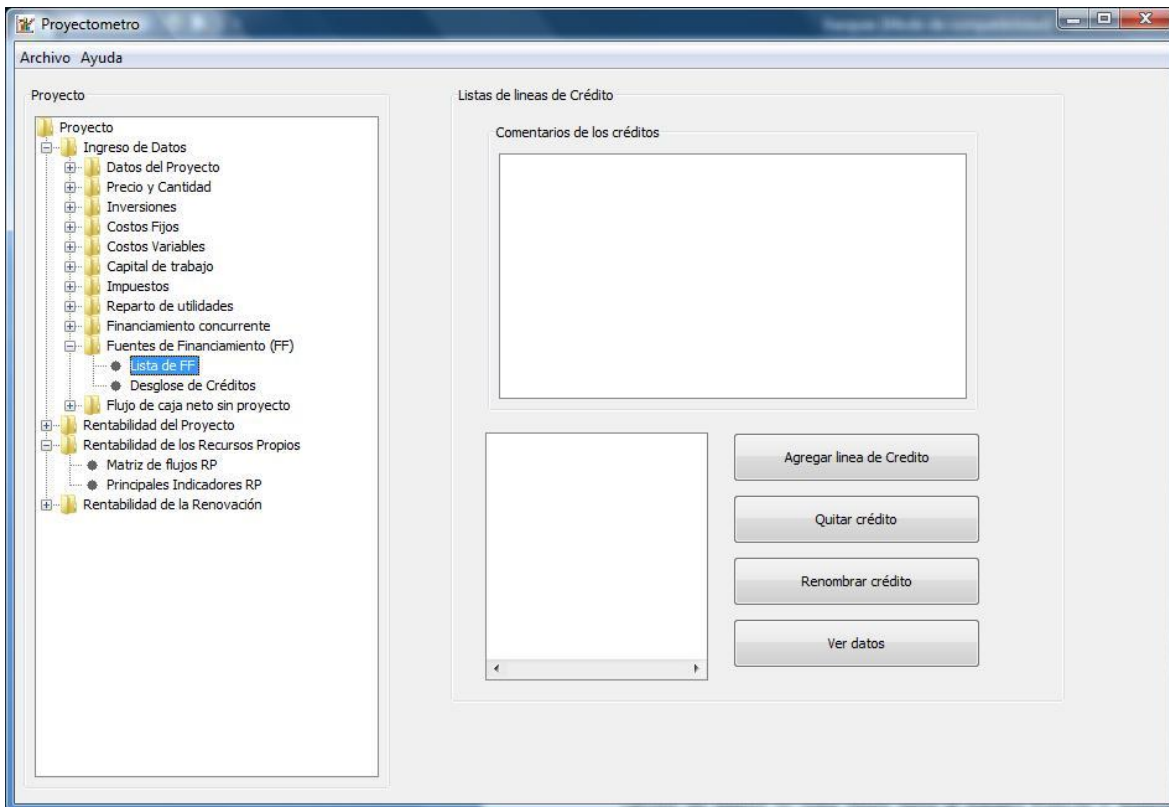 Proyectometro
Archivo Ayuda
Proyecto
Proyecto
Ingreso de Datos
Datos del Proyecto
Precio y Cantidad
Inversiones
Costos Fijos
Costos Variables
Capital de trabajo
Impuestos
Reparto de utilidades
Financiamiento concurrente
Fuentes de Financiamiento (FF)
Lista de FF
Desglose de Créditos
Flujo de caja neto sin proyecto
Rentabilidad del Proyecto
Rentabilidad de los Recursos Propios
Matriz de flujos RP
Principales Indicadores RP
Rentabilidad de la Renovación
Listas de lineas de Crédito
Comentarios de los créditos
Agregar linea de Credito
Quitar crédito
Renombrar crédito
Ver datos